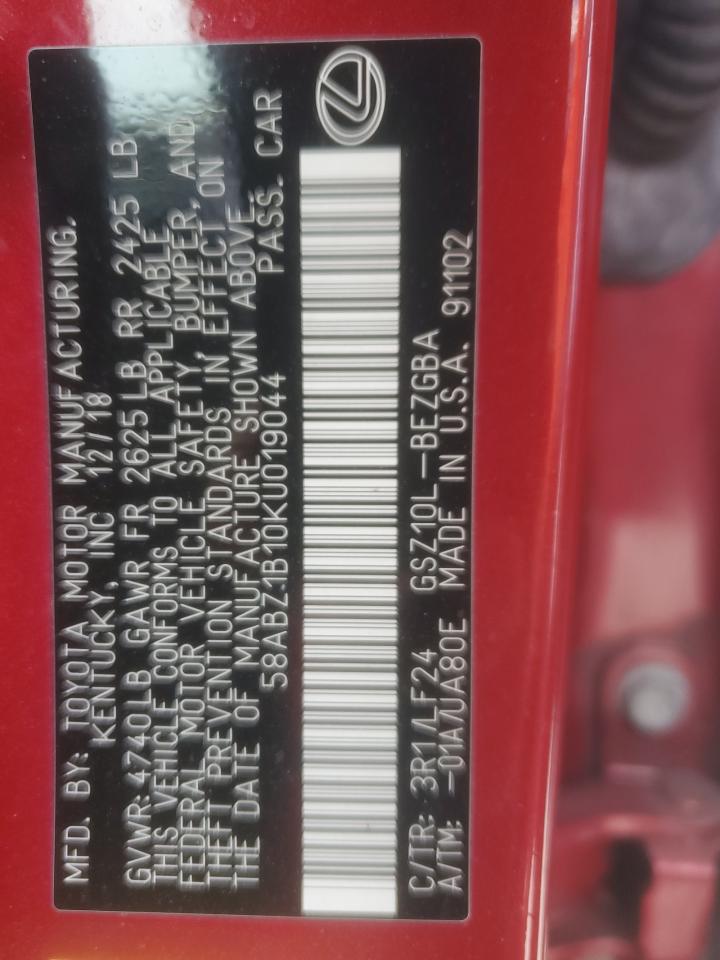 MFD. BY: TOYOTA MOTOR MANUFACTURING.
KENTUCKY, INC 12/18
GVWR: 4740LB GAWR FR 2625LB RR 2425 LB
THIS VEHICLE CONFORMS TO ALL APPLICABLE
FEDERAL MOTOR VEHICLE SAFETY, BUMPER, AND
THEFT PREVENTION STANDARDS IN EFFECT ON
THE DATE OF MANUFACTURE SHOWN ABOVE.
58ABZ1B10KU019044 PASS. CAR
C/TR: 3R1/LF24 GSZ10L-BEZGBA
A/TM: -01A/UA80E MADE IN U.S.A. 91102